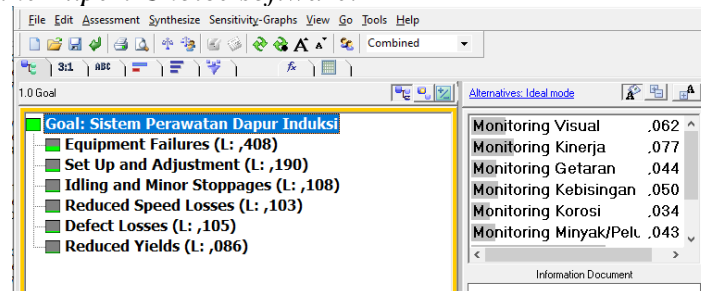 File Edit Assessment Synthesize Sensitivity-Graphs View Go Tools Help
A A Combined
3:1 ABC fx
1.0 Goal
Alternatives: Ideal mode A A
Goal: Sistem Perawatan Dapur Induksi
Equipment Failures (L: ,408)
Set Up and Adjustment (L: ,190)
Idling and Minor Stoppages (L: ,108)
Reduced Speed Losses (L: ,103)
Defect Losses (L: ,105)
Reduced Yields (L: ,086)
Monitoring Visual ,062
Monitoring Kinerja ,077
Monitoring Getaran ,044
Monitoring Kebisingan ,050
Monitoring Korosi ,034
Monitoring Minyak/Pelu ,043
Information Document